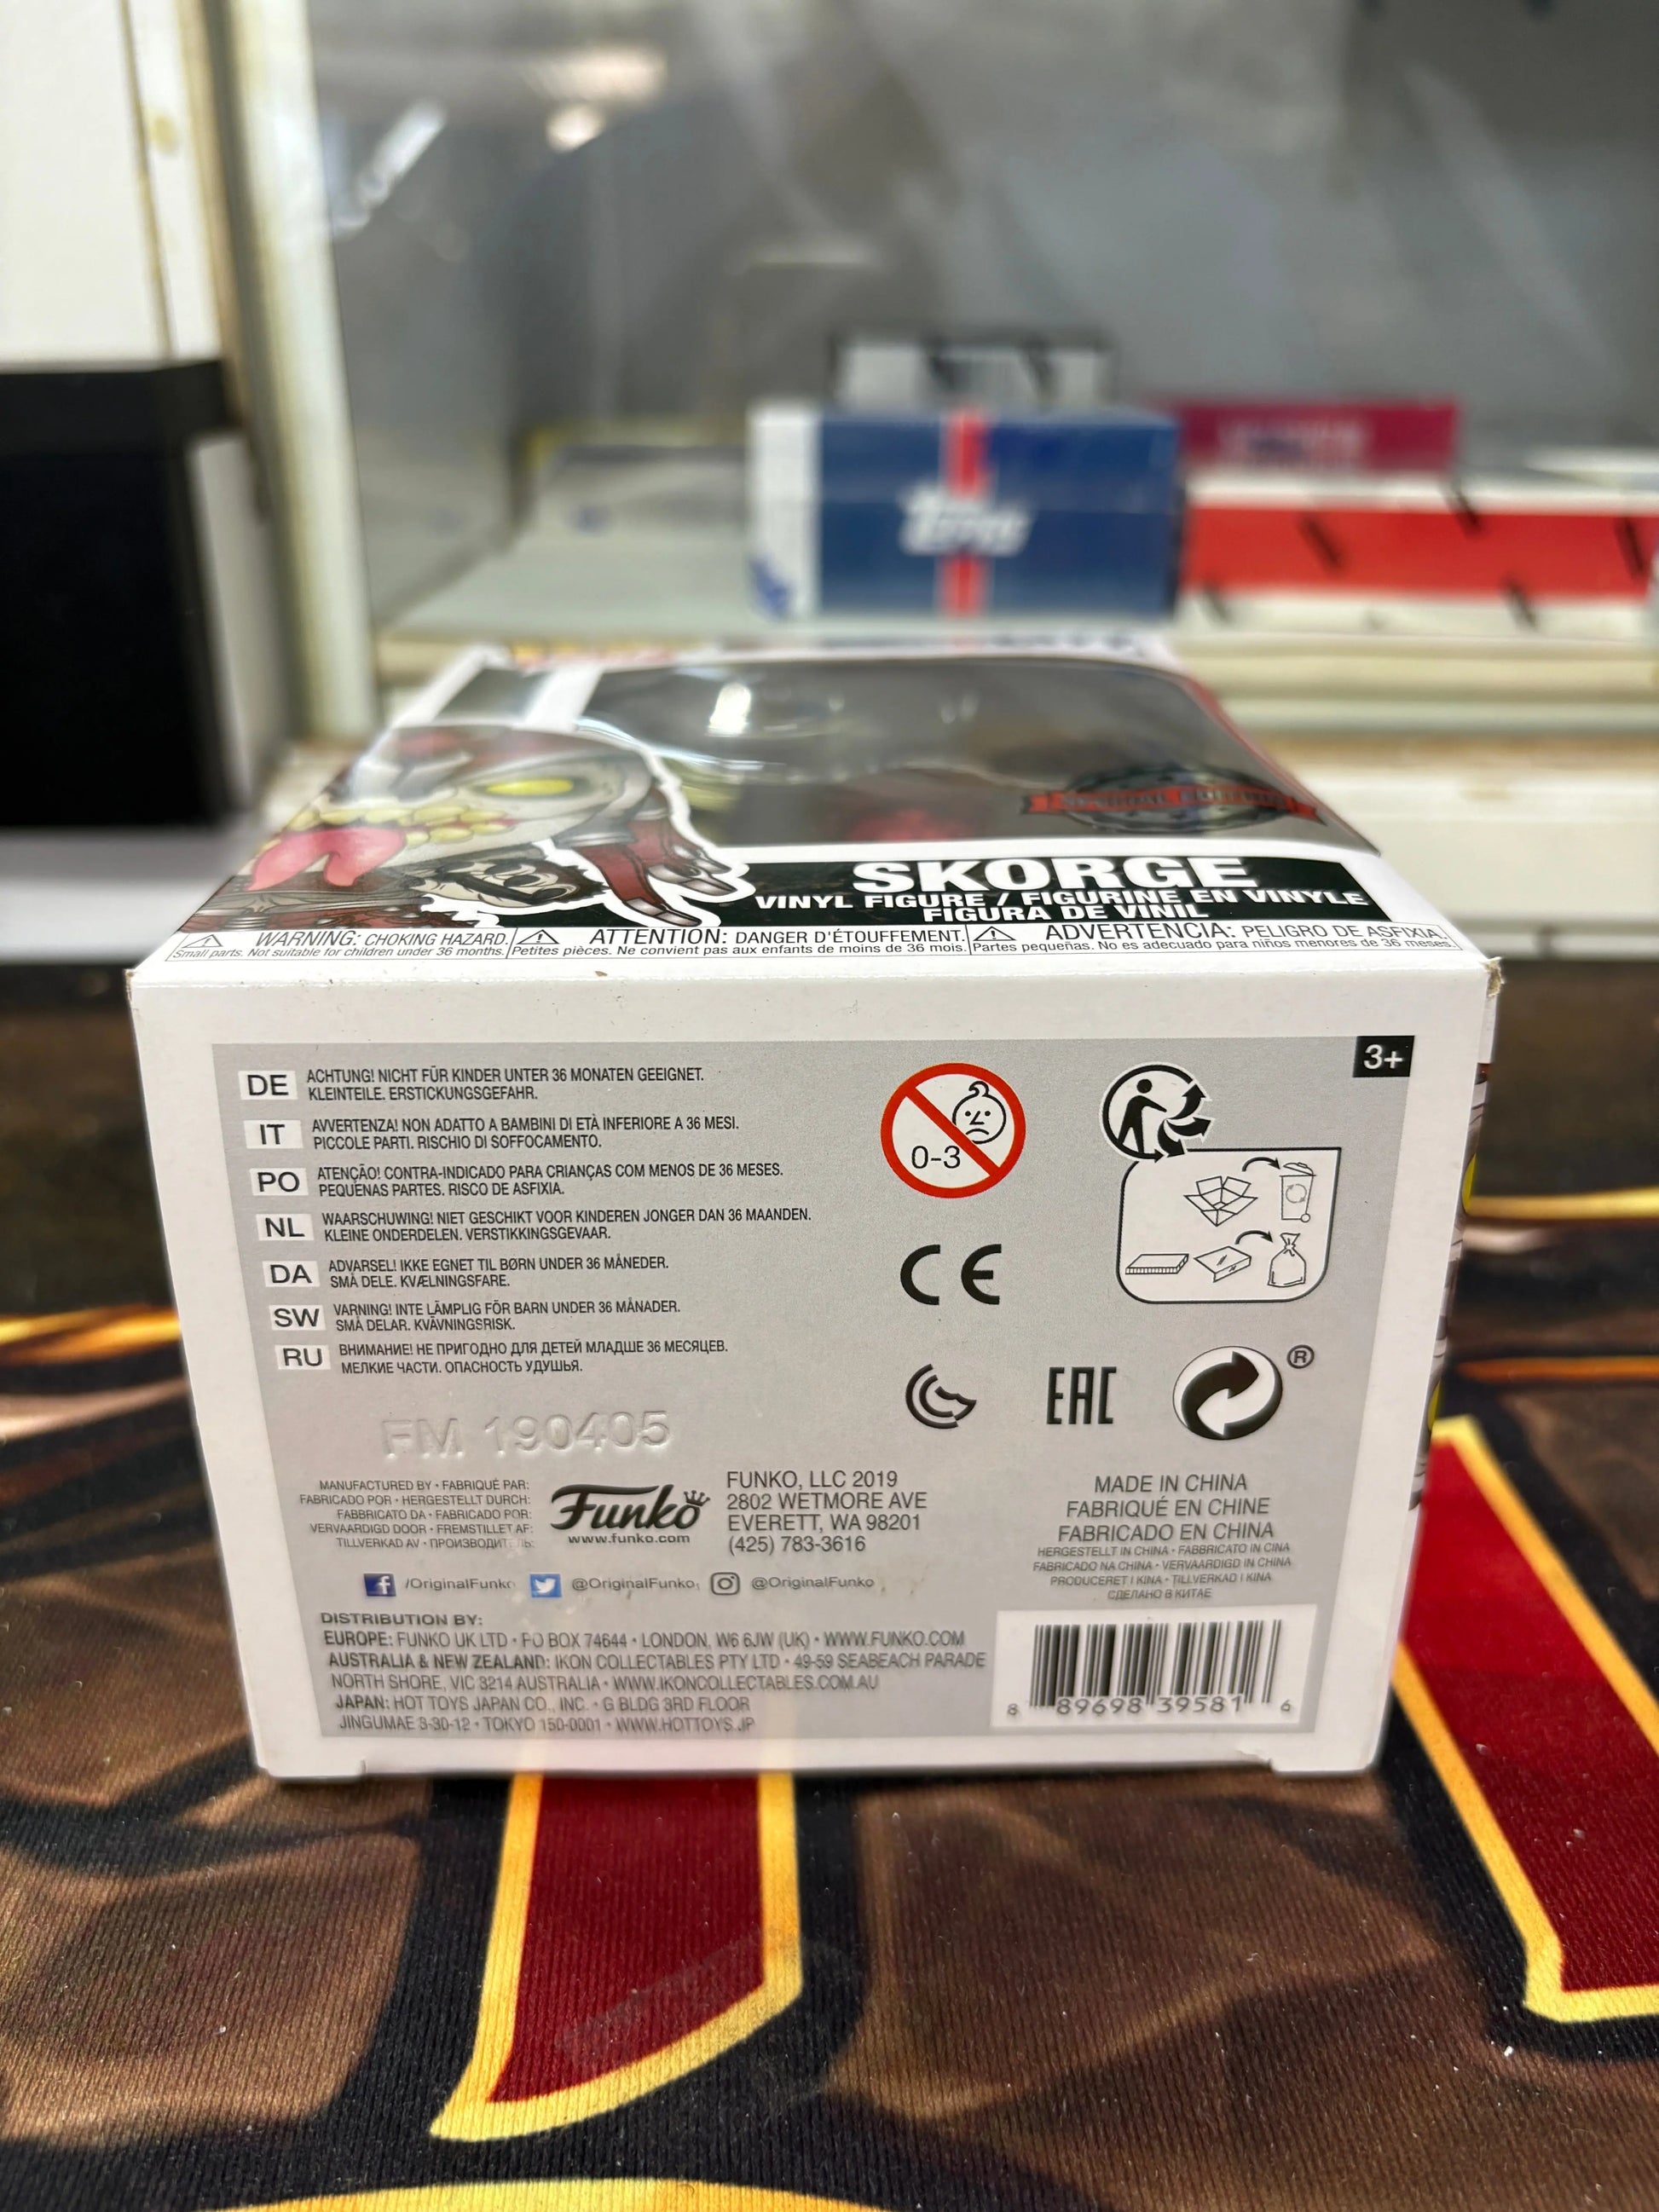 Topps
SKORGE
VINYL FIGURE / FIGURINE EN VINYLE
FIGURA DE VINIL
WARNING: CHOKING HAZARD.
Small parts. Not suitable for children under 36 months.
ATTENTION: DANGER D'ÉTOUFFEMENT.
Petites pièces. Ne convient pas aux enfants de moins de 36 mois.
ADVERTENCIA: PELIGRO DE ASFIXIA.
Partes pequeñas. No es adecuado para niños menores de 36 meses.
3+
DE ACHTUNG! NICHT FÜR KINDER UNTER 36 MONATEN GEEIGNET.
KLEINTEILE. ERSTICKUNGSGEFAHR.
IT AVVERTENZA! NON ADATTO A BAMBINI DI ETÀ INFERIORE A 36 MESI.
PICCOLE PARTI. RISCHIO DI SOFFOCAMENTO.
PO ATENÇÃO! CONTRA-INDICADO PARA CRIANÇAS COM MENOS DE 36 MESES.
PEQUENAS PARTES. RISCO DE ASFIXIA.
NL WAARSCHUWING! NIET GESCHIKT VOOR KINDEREN JONGER DAN 36 MAANDEN.
KLEINE ONDERDELEN. VERSTIKKINGSGEVAAR.
DA ADVARSEL! IKKE EGNET TIL BØRN UNDER 36 MÅNEDER.
SMÅ DELE. KVÆLNINGSFARE.
SW VARNING! INTE LÄMPLIG FÖR BARN UNDER 36 MÅNADER.
SMÅ DELAR. KVÄVNINGSRISK.
RU ВНИМАНИЕ! НЕ ПРИГОДНО ДЛЯ ДЕТЕЙ МЛАДШЕ 36 МЕСЯЦЕВ.
МЕЛКИЕ ЧАСТИ. ОПАСНОСТЬ УДУШЬЯ.
0-3
CE
EAC
®
FM 190405
MANUFACTURED BY • FABRIQUÉ PAR:
FABRICADO POR • HERGESTELLT DURCH:
FABBRICATO DA • FABRICADO POR:
VERVAARDIGD DOOR • FREMSTILLET AF:
TILLVERKAD AV • ПРОИЗВОДИТЕЛЬ:
Funko
www.funko.com
FUNKO, LLC 2019
2802 WETMORE AVE
EVERETT, WA 98201
(425) 783-3616
MADE IN CHINA
FABRIQUÉ EN CHINE
FABRICADO EN CHINA
HERGESTELLT IN CHINA • FABBRICATO IN CINA
FABRICADO NA CHINA • VERVAARDIGD IN CHINA
PRODUCERET I KINA • TILLVERKAD I KINA
СДЕЛАНО В КИТАЕ
/OriginalFunko @OriginalFunko @OriginalFunko
DISTRIBUTION BY:
EUROPE: FUNKO UK LTD • PO BOX 74644 • LONDON, W6 6JW (UK) • WWW.FUNKO.COM
AUSTRALIA & NEW ZEALAND: IKON COLLECTABLES PTY LTD • 49-59 SEABEACH PARADE
NORTH SHORE, VIC 3214 AUSTRALIA • WWW.IKONCOLLECTABLES.COM.AU
JAPAN: HOT TOYS JAPAN CO., INC. • G BLDG 3RD FLOOR
JINGUMAE 3-30-12 • TOKYO 150-0001 • WWW.HOTTOYS.JP
8 89698 39581 6